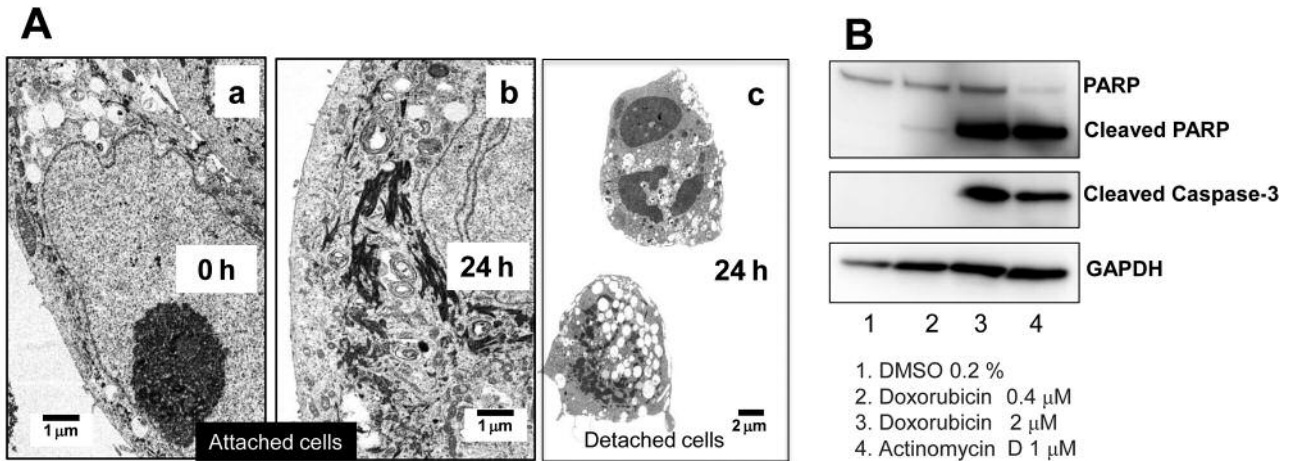 A
B
a
b
c
0 h
24 h
24 h
1 μm
1 μm
2 μm
Attached cells
Detached cells
PARP
Cleaved PARP
Cleaved Caspase-3
GAPDH
1 2 3 4
1. DMSO 0.2 %
2. Doxorubicin 0.4 μM
3. Doxorubicin 2 μM
4. Actinomycin D 1 μM